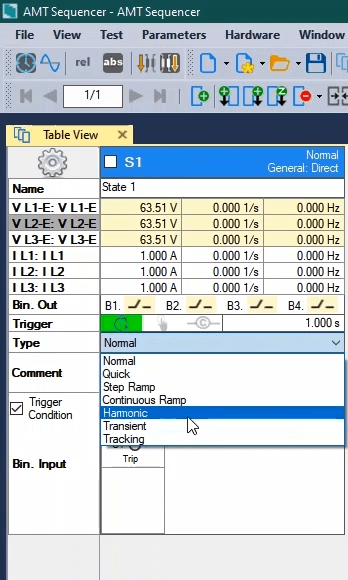 AMT Sequencer - AMT Sequencer
File View Test Parameters Hardware Window
rel abs
1/1
Table View ×
S1 Normal
General: Direct
Name State 1
V L1-E: V L1-E 63.51 V 0.000 1/s 0.000 Hz
V L2-E: V L2-E 63.51 V 0.000 1/s 0.000 Hz
V L3-E: V L3-E 63.51 V 0.000 1/s 0.000 Hz
I L1: I L1 1.000 A 0.000 1/s 0.000 Hz
I L2: I L2 1.000 A 0.000 1/s 0.000 Hz
I L3: I L3 1.000 A 0.000 1/s 0.000 Hz
Bin. Out B1. B2. B3. B4.
Trigger 1.000 s
Type Normal
Normal
Quick
Step Ramp
Continuous Ramp
Harmonic
Transient
Tracking
Comment
Trigger
Condition
Bin. Input
Trip